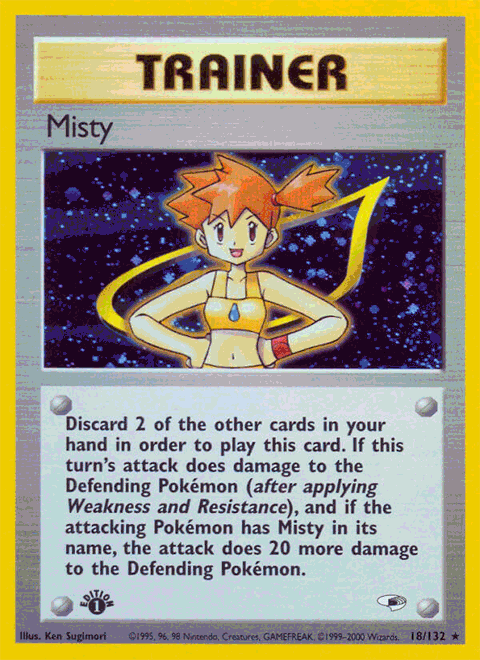 TRAINER
Misty
Discard 2 of the other cards in your
hand in order to play this card. If this
turn's attack does damage to the
Defending Pokémon (after applying
Weakness and Resistance), and if the
attacking Pokémon has Misty in its
name, the attack does 20 more damage
to the Defending Pokémon.
EDITION
1
Illus. Ken Sugimori ©1995, 96, 98 Nintendo, Creatures, GAMEFREAK. ©1999-2000 Wizards. 18/132 ★